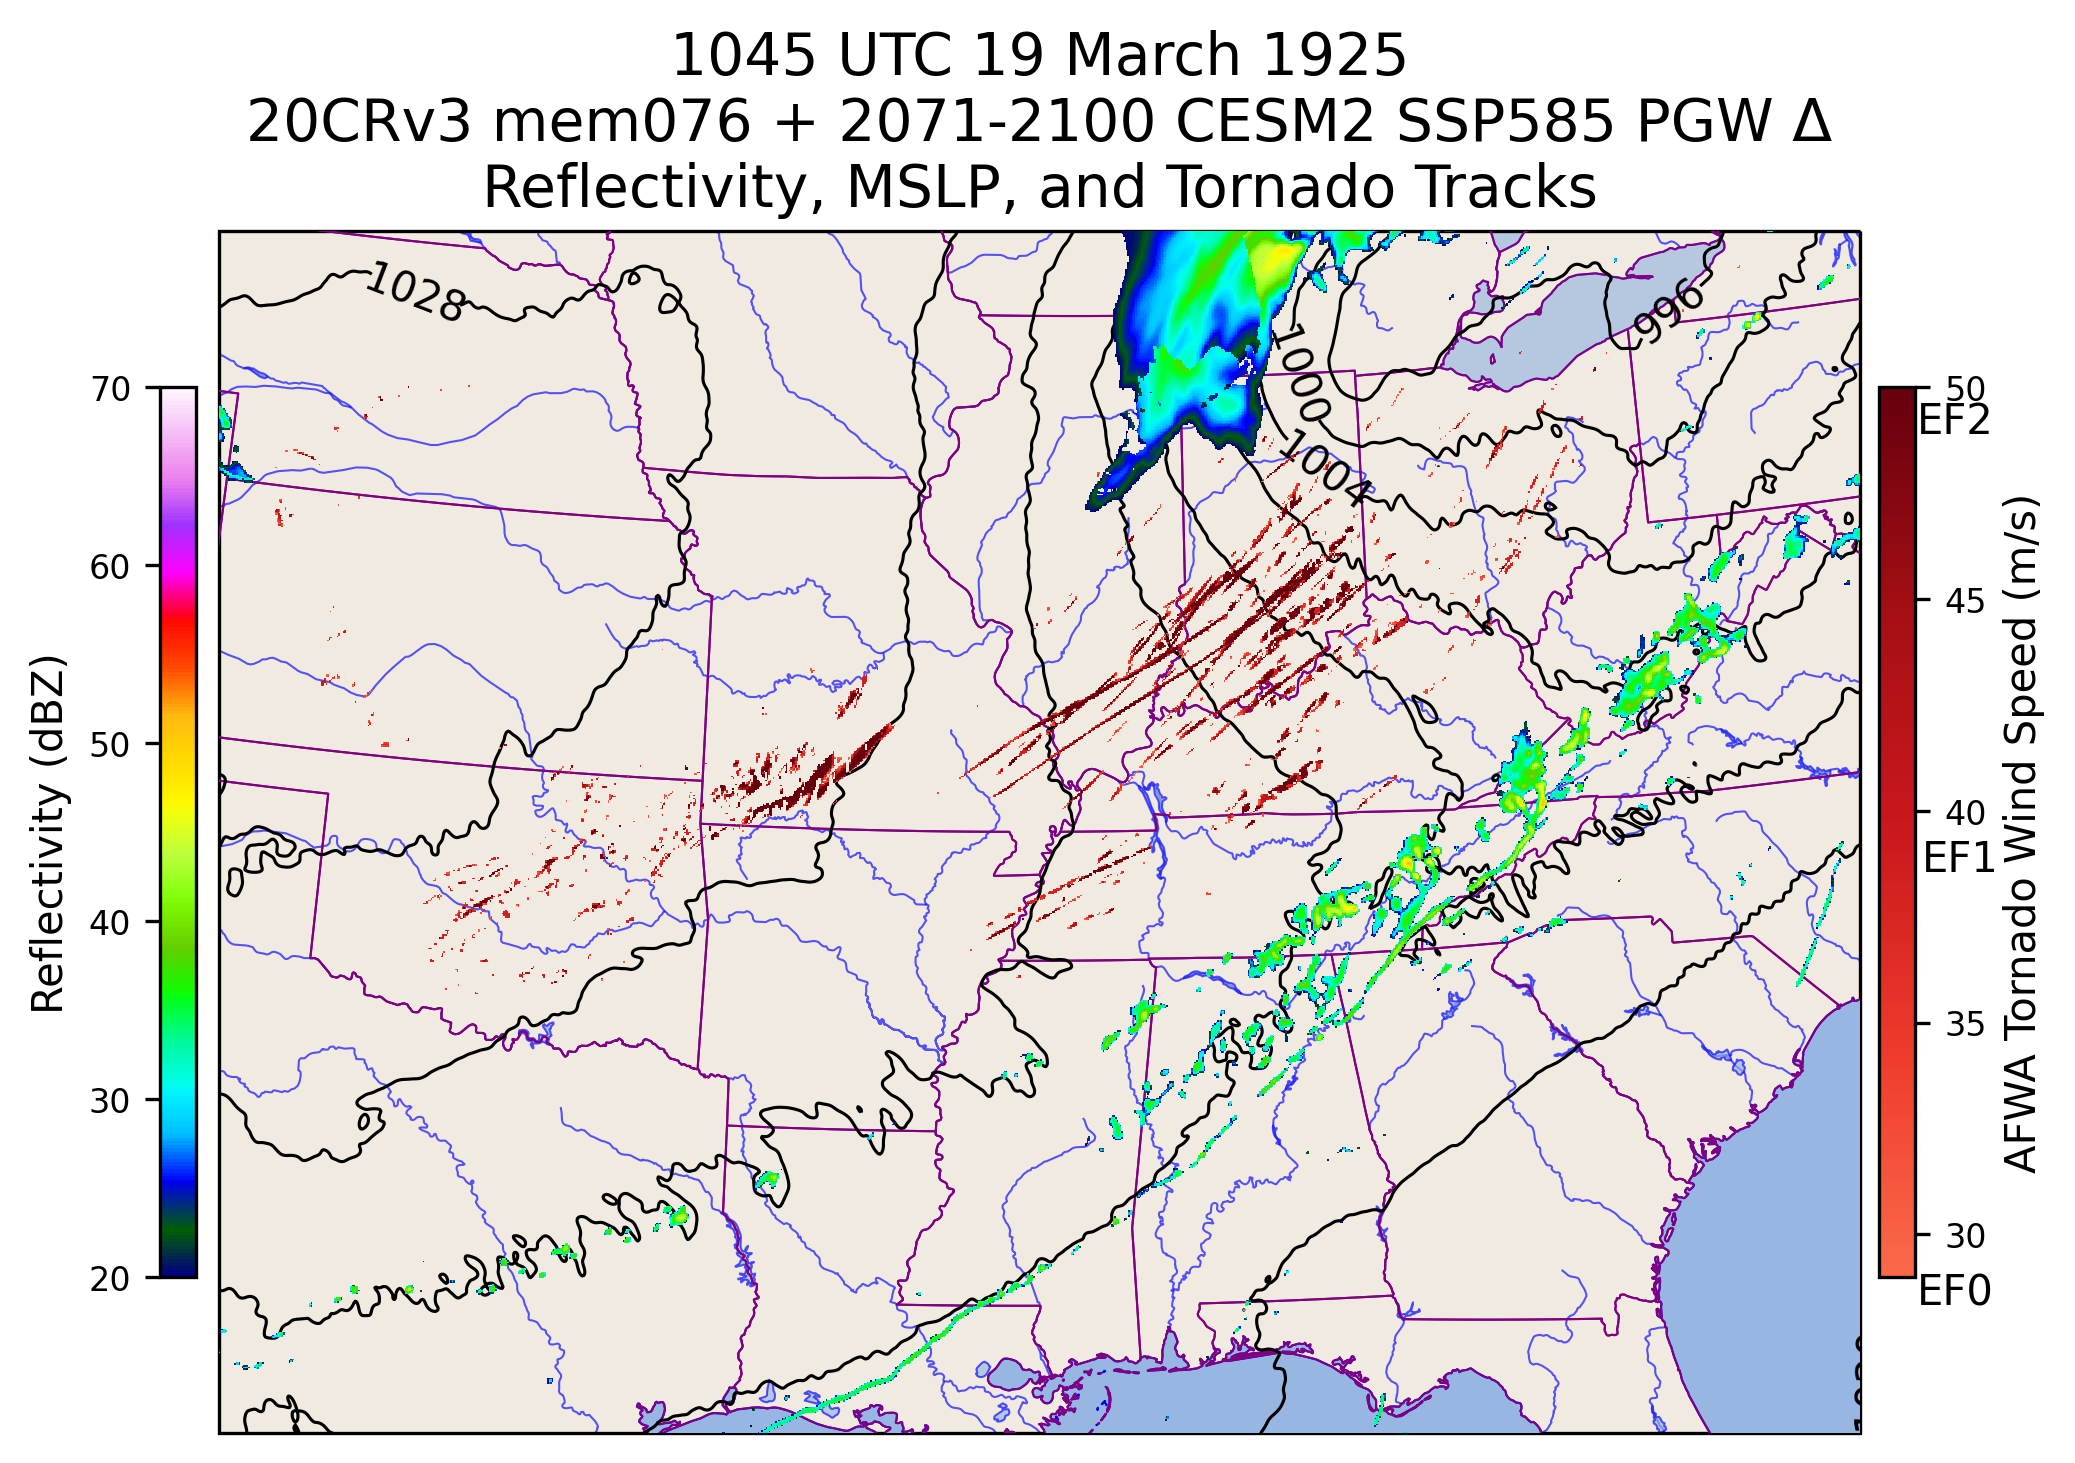 1045 UTC 19 March 1925
20CRv3 mem076 + 2071-2100 CESM2 SSP585 PGW Δ
Reflectivity, MSLP, and Tornado Tracks
1028
996
1000
1004
70
60
50
40
30
20
Reflectivity (dBZ)
50
EF2
45
40
EF1
35
30
EF0
AFWA Tornado Wind Speed (m/s)